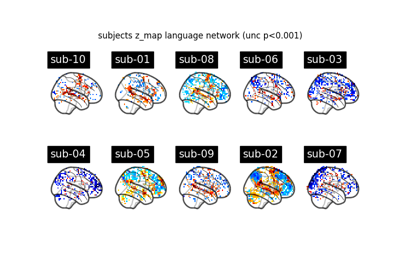 subjects z_map language network (unc p<0.001)
sub-10 sub-01 sub-08 sub-06 sub-03
sub-04 sub-05 sub-09 sub-02 sub-07